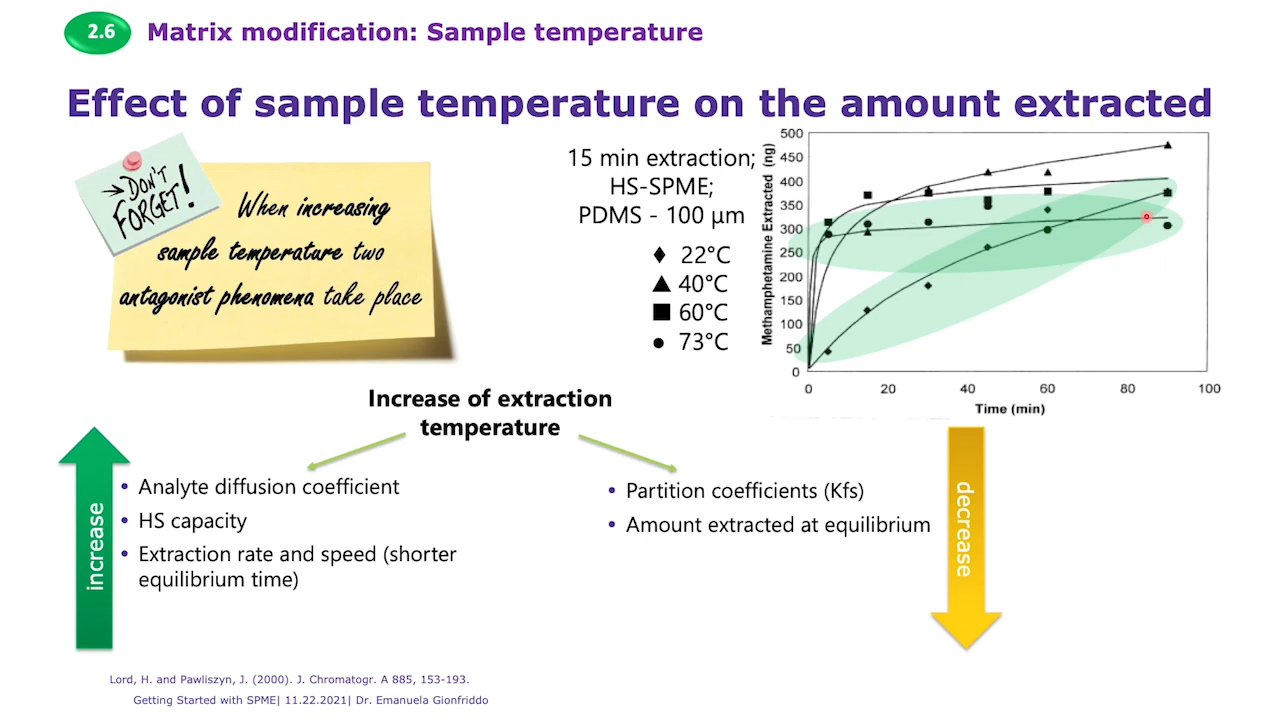 2.6
Matrix modification: Sample temperature
Effect of sample temperature on the amount extracted
DON'T
FORGET!
When increasing
sample temperature two
antagonist phenomena take place
15 min extraction;
HS-SPME;
PDMS - 100 µm
22°C
40°C
60°C
73°C
Methamphetamine Extracted (ng)
500
450
400
350
300
250
200
150
100
50
0
0 20 40 60 80 100
Time (min)
Increase of extraction
temperature
increase
• Analyte diffusion coefficient
• HS capacity
• Extraction rate and speed (shorter
equilibrium time)
• Partition coefficients (Kfs)
• Amount extracted at equilibrium
decrease
Lord, H. and Pawliszyn, J. (2000). J. Chromatogr. A 885, 153-193.
Getting Started with SPME| 11.22.2021| Dr. Emanuela Gionfriddo